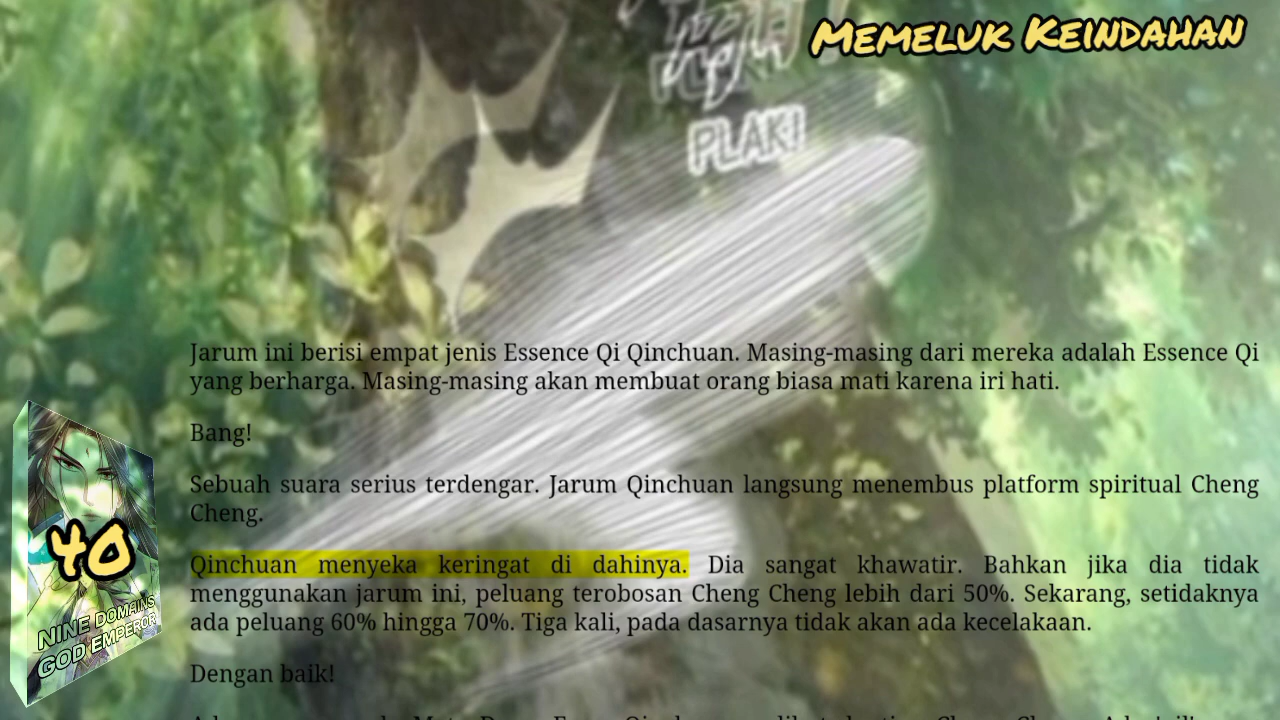 MEMELUK KEINDAHAN
PLAK!
Jarum ini berisi empat jenis Essence Qi Qinchuan. Masing-masing dari mereka adalah Essence Qi
yang berharga. Masing-masing akan membuat orang biasa mati karena iri hati.
Bang!
Sebuah suara serius terdengar. Jarum Qinchuan langsung menembus platform spiritual Cheng
Cheng.
Qinchuan menyeka keringat di dahinya. Dia sangat khawatir. Bahkan jika dia tidak
menggunakan jarum ini, peluang terobosan Cheng Cheng lebih dari 50%. Sekarang, setidaknya
ada peluang 60% hingga 70%. Tiga kali, pada dasarnya tidak akan ada kecelakaan.
Dengan baik!
40
NINE DOMAINS
GOD EMPEROR